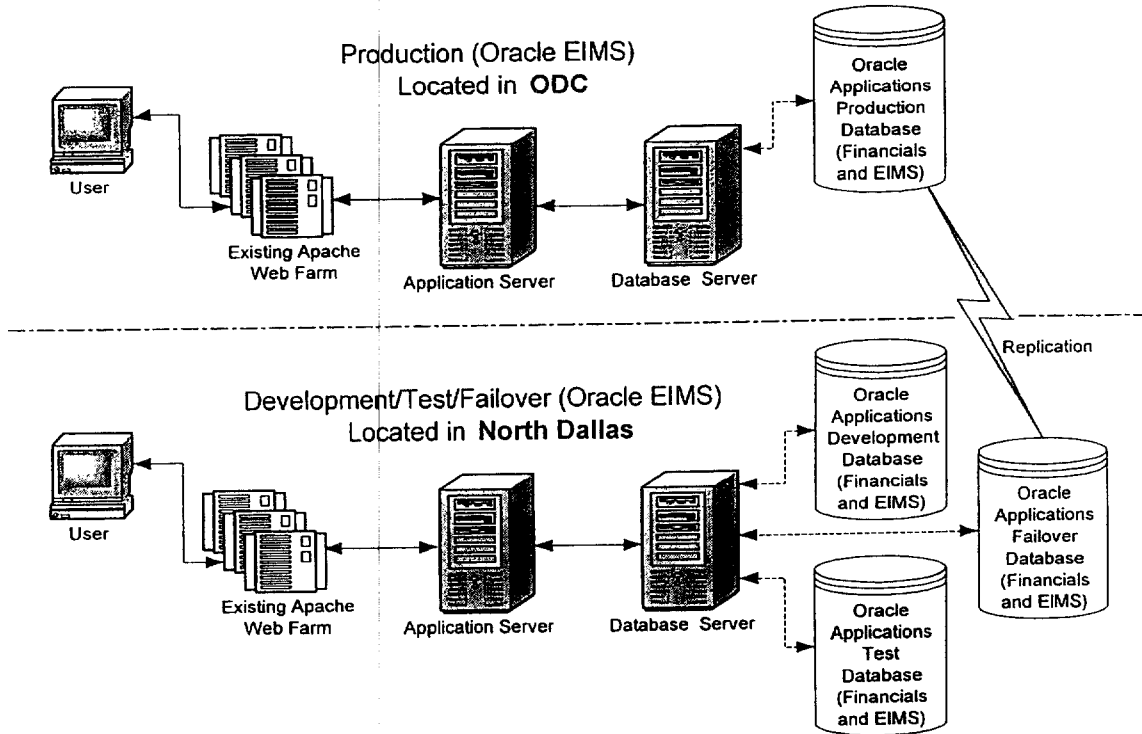 Production (Oracle EIMS)
Located in ODC
User
Existing Apache
Web Farm
Application Server
Database Server
Oracle
Applications
Production
Database
(Financials
and EIMS)
Replication
Development/Test/Failover (Oracle EIMS)
Located in North Dallas
User
Existing Apache
Web Farm
Application Server
Database Server
Oracle
Applications
Development
Database
(Financials
and EIMS)
Oracle
Applications
Failover
Database
(Financials
and EIMS)
Oracle
Applications
Test
Database
(Financials
and EIMS)